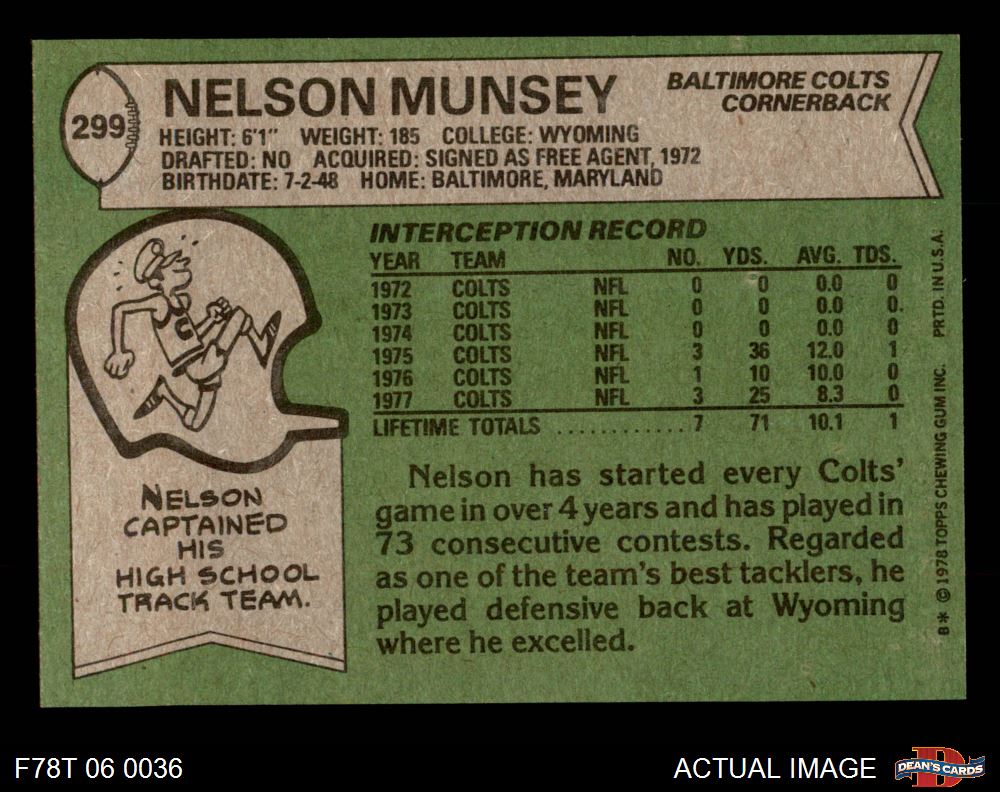 299
NELSON MUNSEY
BALTIMORE COLTS
CORNERBACK
HEIGHT: 6'1" WEIGHT: 185 COLLEGE: WYOMING
DRAFTED: NO ACQUIRED: SIGNED AS FREE AGENT, 1972
BIRTHDATE: 7-2-48 HOME: BALTIMORE, MARYLAND
INTERCEPTION RECORD
YEAR TEAM NO. YDS. AVG. TDS.
1972 COLTS NFL 0 0 0.0 0
1973 COLTS NFL 0 0 0.0 0.
1974 COLTS NFL 0 0 0.0 0
1975 COLTS NFL 3 36 12.0 1
1976 COLTS NFL 1 10 10.0 0
1977 COLTS NFL 3 25 8.3 0
LIFETIME TOTALS ............ 7 71 10.1 1
C
NELSON
CAPTAINED
HIS
HIGH SCHOOL
TRACK TEAM.
Nelson has started every Colts'
game in over 4 years and has played in
73 consecutive contests. Regarded
as one of the team's best tacklers, he
played defensive back at Wyoming
where he excelled.
B* © 1978 TOPPS CHEWING GUM INC. PRTD. IN U.S.A.
F78T 06 0036
ACTUAL IMAGE
D
DEAN'S CARDS